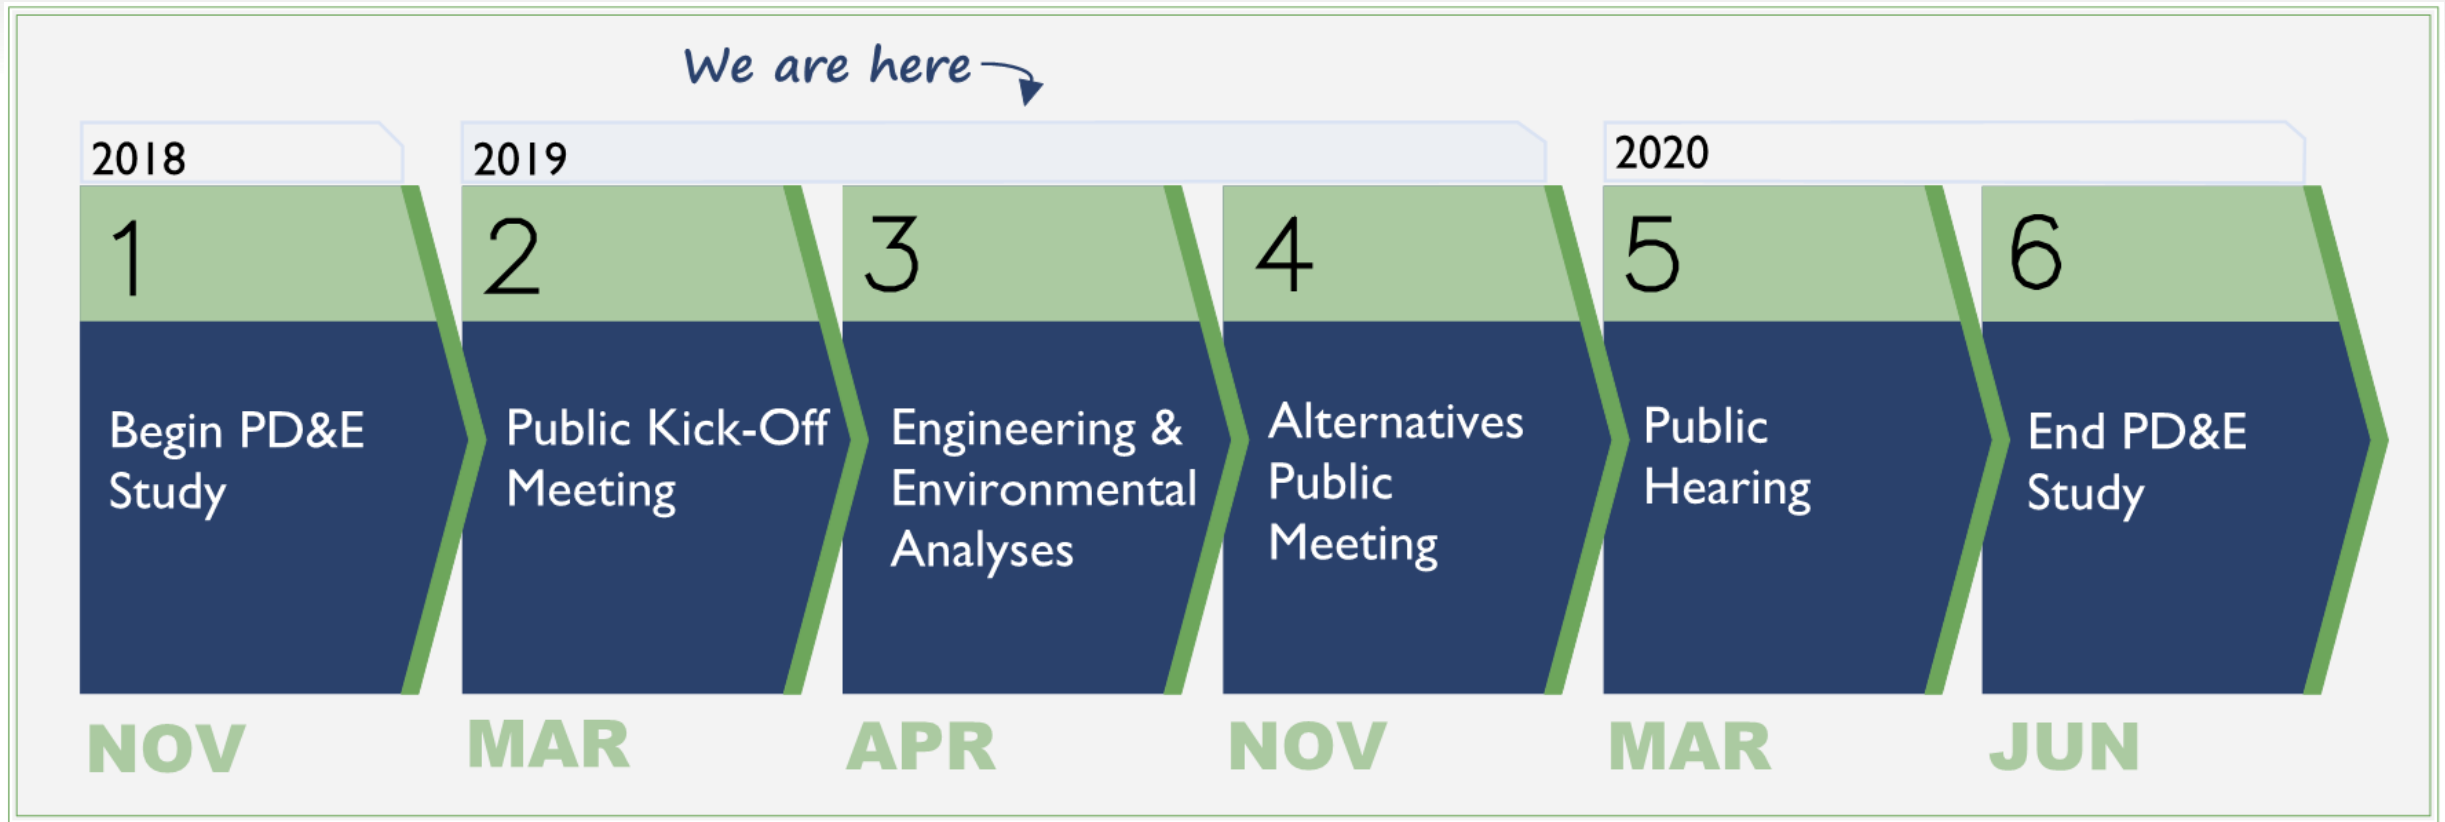 We are here
2018
2019
2020
1
2
3
4
5
6
Begin PD&E
Study
Public Kick-Off
Meeting
Engineering &
Environmental
Analyses
Alternatives
Public
Meeting
Public
Hearing
End PD&E
Study
NOV
MAR
APR
NOV
MAR
JUN